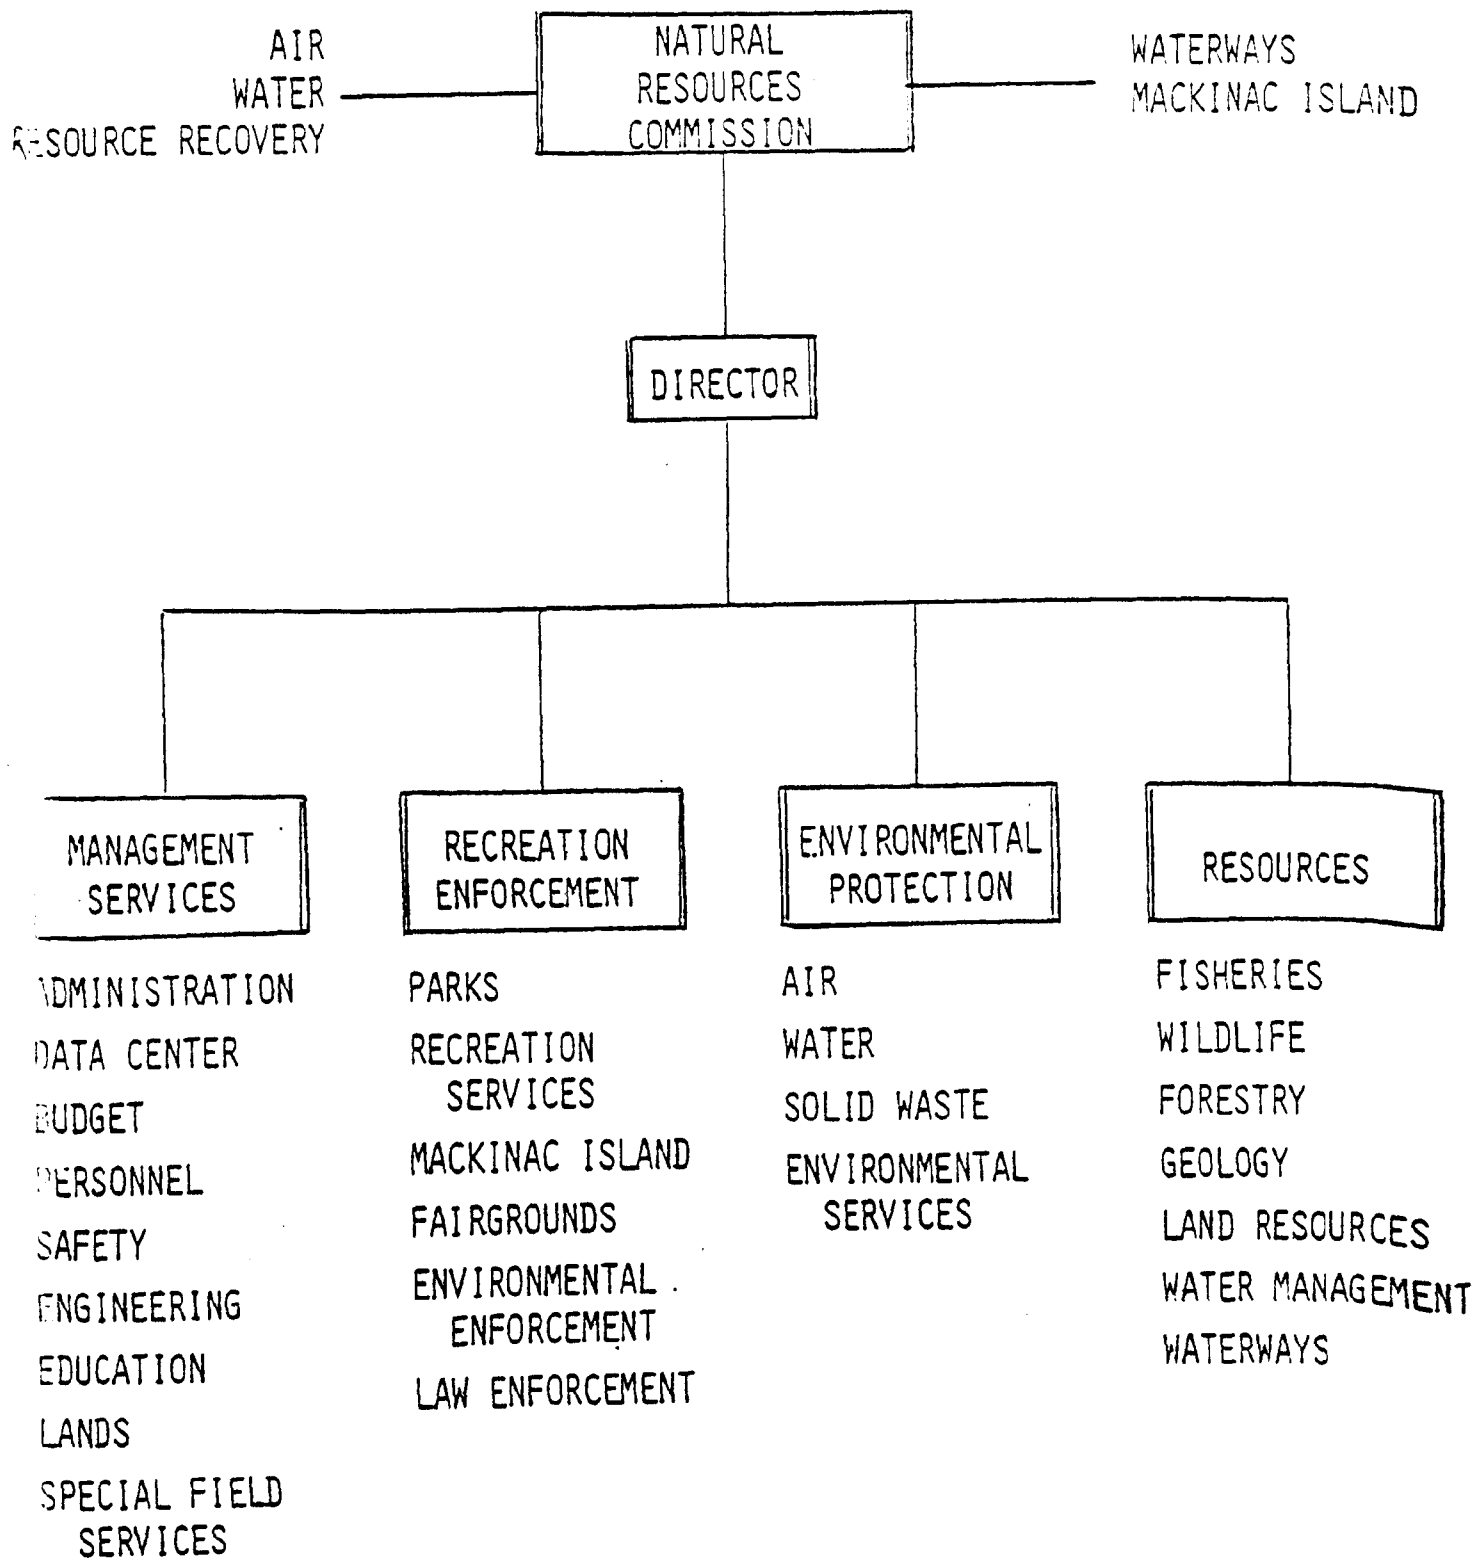 AIR
WATER
RESOURCE RECOVERY
NATURAL
RESOURCES
COMMISSION
WATERWAYS
MACKINAC ISLAND
DIRECTOR
MANAGEMENT
SERVICES
ADMINISTRATION
DATA CENTER
BUDGET
PERSONNEL
SAFETY
ENGINEERING
EDUCATION
LANDS
SPECIAL FIELD
SERVICES
RECREATION
ENFORCEMENT
PARKS
RECREATION
SERVICES
MACKINAC ISLAND
FAIRGROUNDS
ENVIRONMENTAL
ENFORCEMENT
LAW ENFORCEMENT
ENVIRONMENTAL
PROTECTION
AIR
WATER
SOLID WASTE
ENVIRONMENTAL
SERVICES
RESOURCES
FISHERIES
WILDLIFE
FORESTRY
GEOLOGY
LAND RESOURCES
WATER MANAGEMENT
WATERWAYS